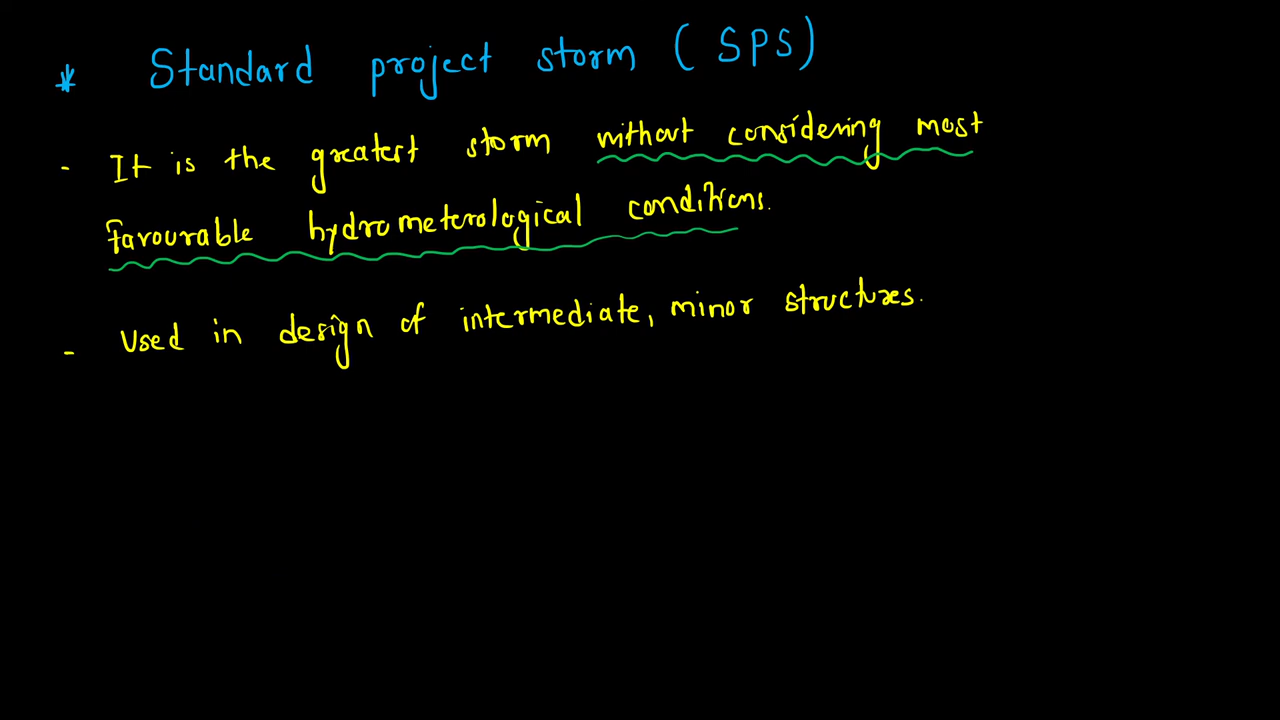 * Standard project storm (SPS)
- It is the greatest storm without considering most
favourable hydrometerological conditions.
- Used in design of intermediate, minor structures.